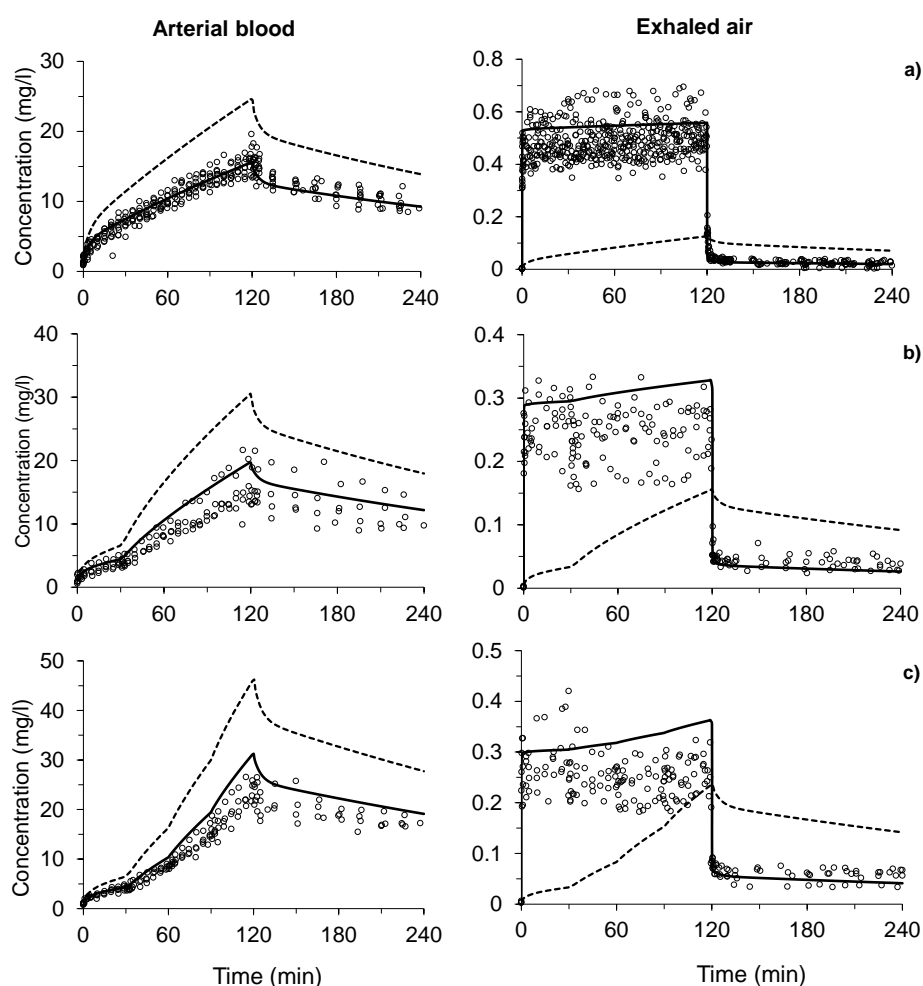 Arterial blood
Exhaled air
a)
Concentration (mg/l)
30
20
10
0
0 60 120 180 240
0.8
0.6
0.4
0.2
0
0 60 120 180 240
b)
Concentration (mg/l)
40
30
20
10
0
0 60 120 180 240
0.4
0.3
0.2
0.1
0
0 60 120 180 240
c)
Concentration (mg/l)
50
40
30
20
10
0
0 60 120 180 240
0.5
0.4
0.3
0.2
0.1
0
0 60 120 180 240
Time (min)
Time (min)